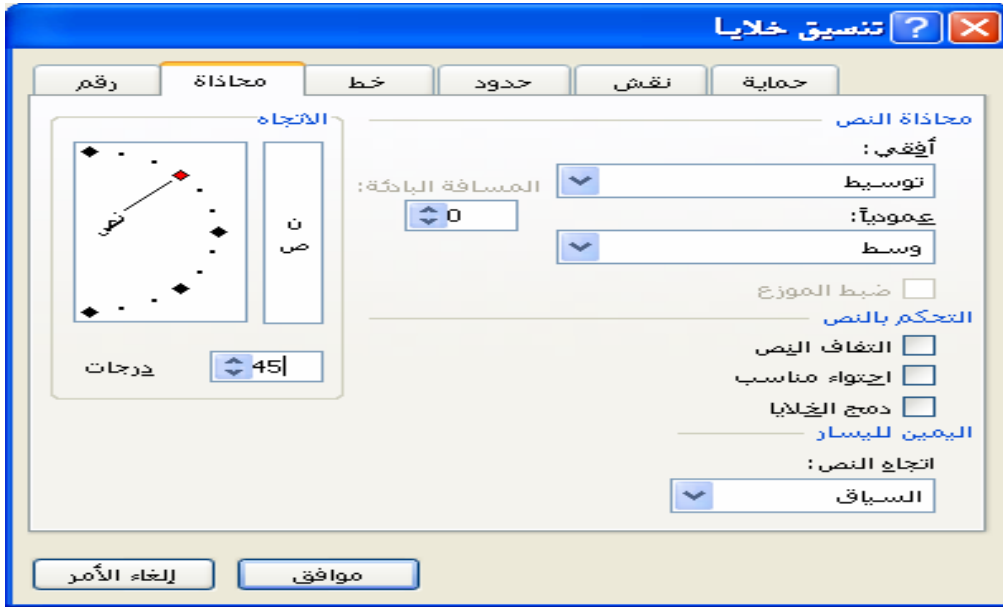 تنسيق خلايا
رقم
محاذاة
خط
حدود
نقش
حماية
محاذاة النص
أفقي:
توسيط
المسافة البادئة:
0
عمودياً:
وسط
ضبط الموزع
التحكم بالنص
التفاف النص
احتواء مناسب
دمج الخلايا
اليمين لليسار
اتجاه النص:
السياق
الاتجاه
ن
ص
نص
45
درجات
موافق
إلغاء الأمر